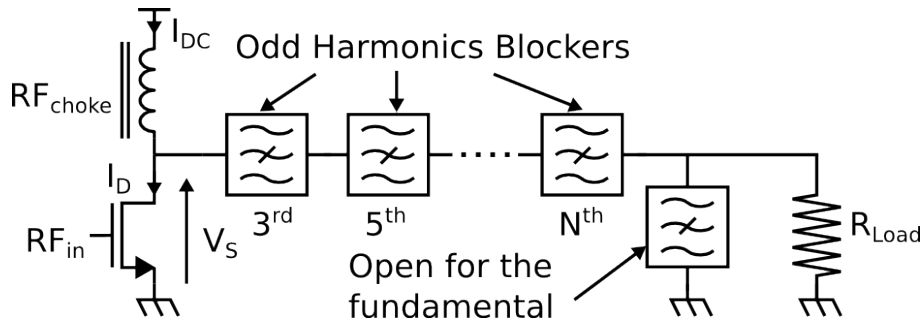 I_DC
Odd Harmonics Blockers
RF_choke
I_D
3^rd
5^th
N^th
RF_in
V_S
R_Load
Open for the
fundamental